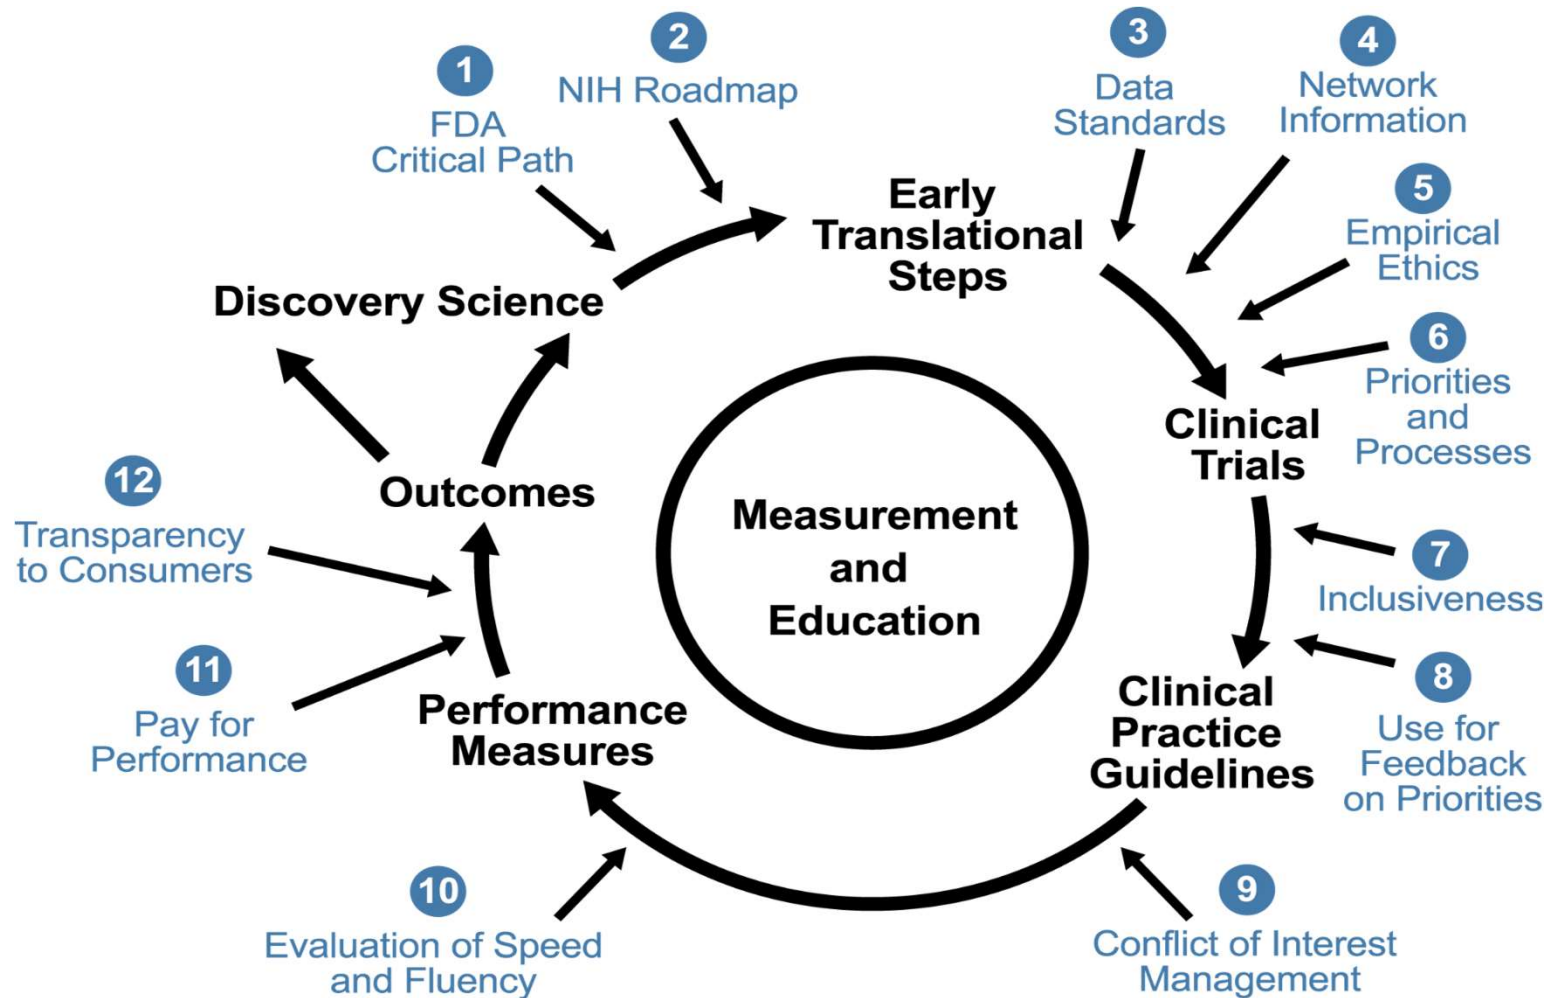 1
FDA
Critical Path
2
NIH Roadmap
3
Data
Standards
4
Network
Information
5
Empirical
Ethics
6
Priorities
and
Processes
7
Inclusiveness
8
Use for
Feedback
on Priorities
9
Conflict of Interest
Management
10
Evaluation of Speed
and Fluency
11
Pay for
Performance
12
Transparency
to Consumers
Early
Translational
Steps
Clinical
Trials
Clinical
Practice
Guidelines
Performance
Measures
Outcomes
Discovery Science
Measurement
and
Education